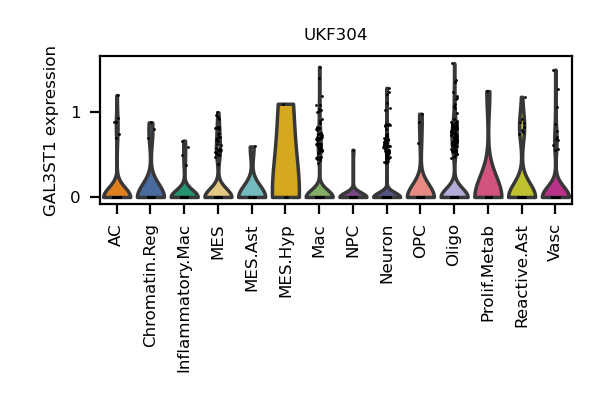 UKF304
GAL3ST1 expression
1
0
AC
Chromatin.Reg
Inflammatory.Mac
MES
MES.Ast
MES.Hyp
Mac
NPC
Neuron
OPC
Oligo
Prolif.Metab
Reactive.Ast
Vasc